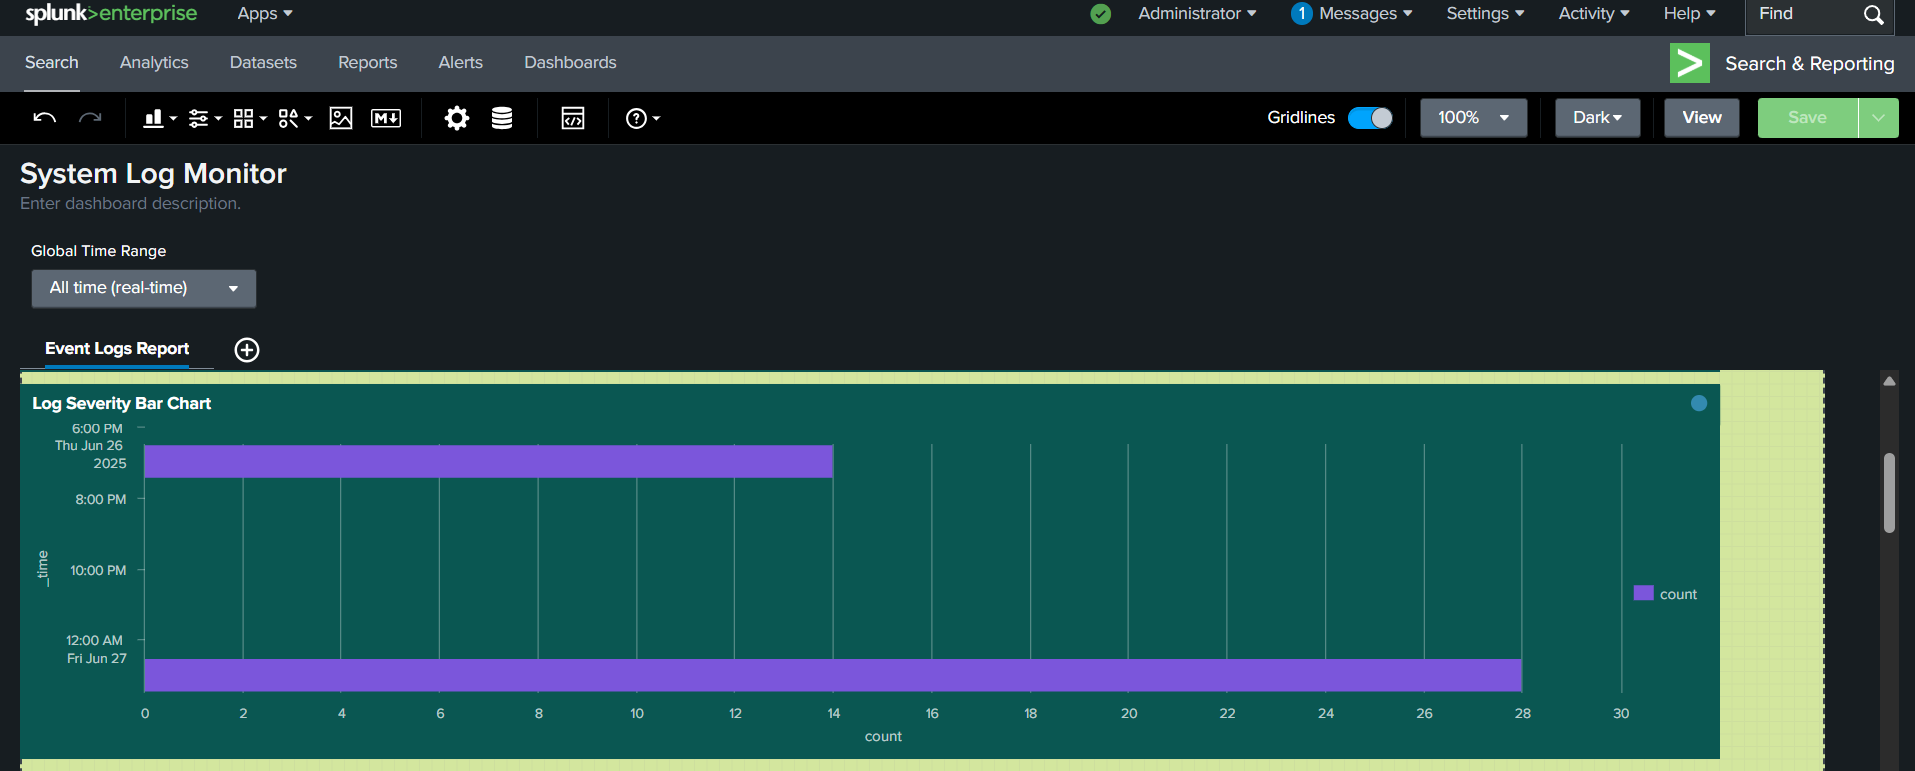 splunk>enterprise Apps Administrator 1 Messages Settings Activity Help Find
Search Analytics Datasets Reports Alerts Dashboards Search & Reporting
Gridlines 100% Dark View Save
System Log Monitor
Enter dashboard description.
Global Time Range
All time (real-time)
Event Logs Report
Log Severity Bar Chart
6:00 PM
Thu Jun 26
2025
8:00 PM
_time
10:00 PM
count
12:00 AM
Fri Jun 27
0 2 4 6 8 10 12 14 16 18 20 22 24 26 28 30
count